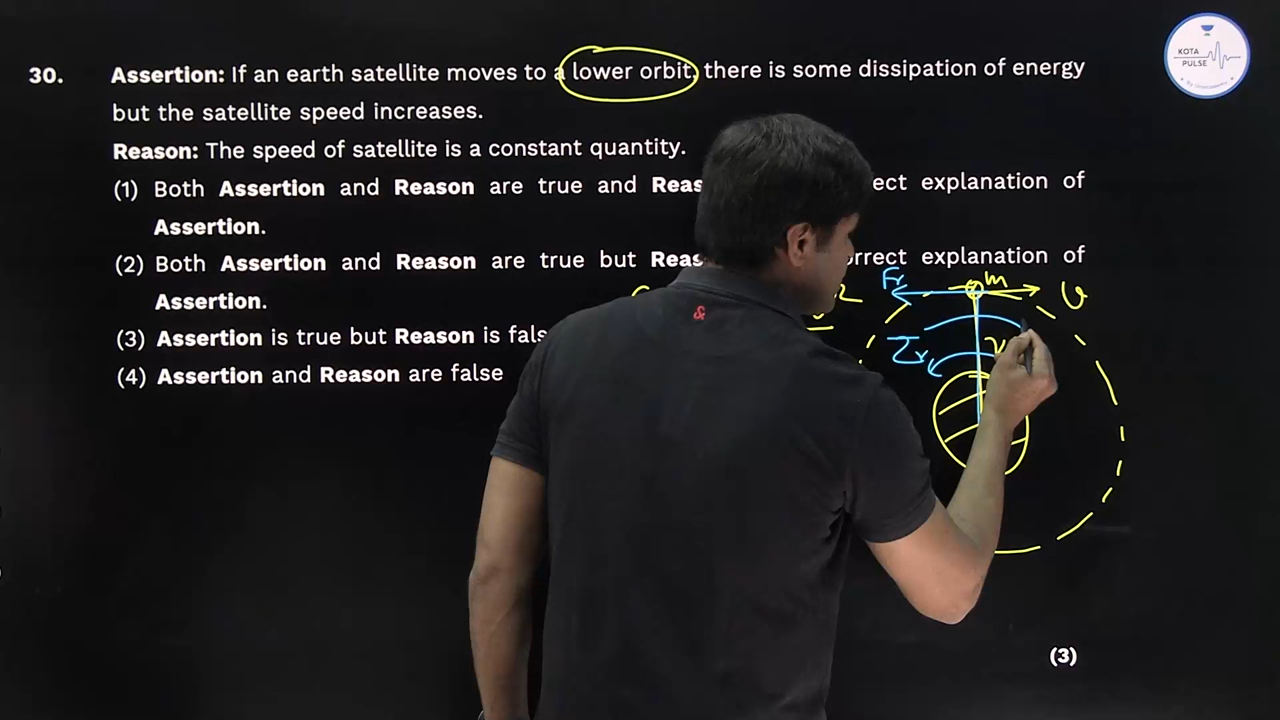 30. Assertion: If an earth satellite moves to a lower orbit, there is some dissipation of energy
but the satellite speed increases.
Reason: The speed of satellite is a constant quantity.
(1) Both Assertion and Reason are true and Reas ect explanation of
Assertion.
(2) Both Assertion and Reason are true but Reas orrect explanation of
Assertion.
(3) Assertion is true but Reason is fals
(4) Assertion and Reason are false
Fr m v
τr r
(3)
KOTA
PULSE